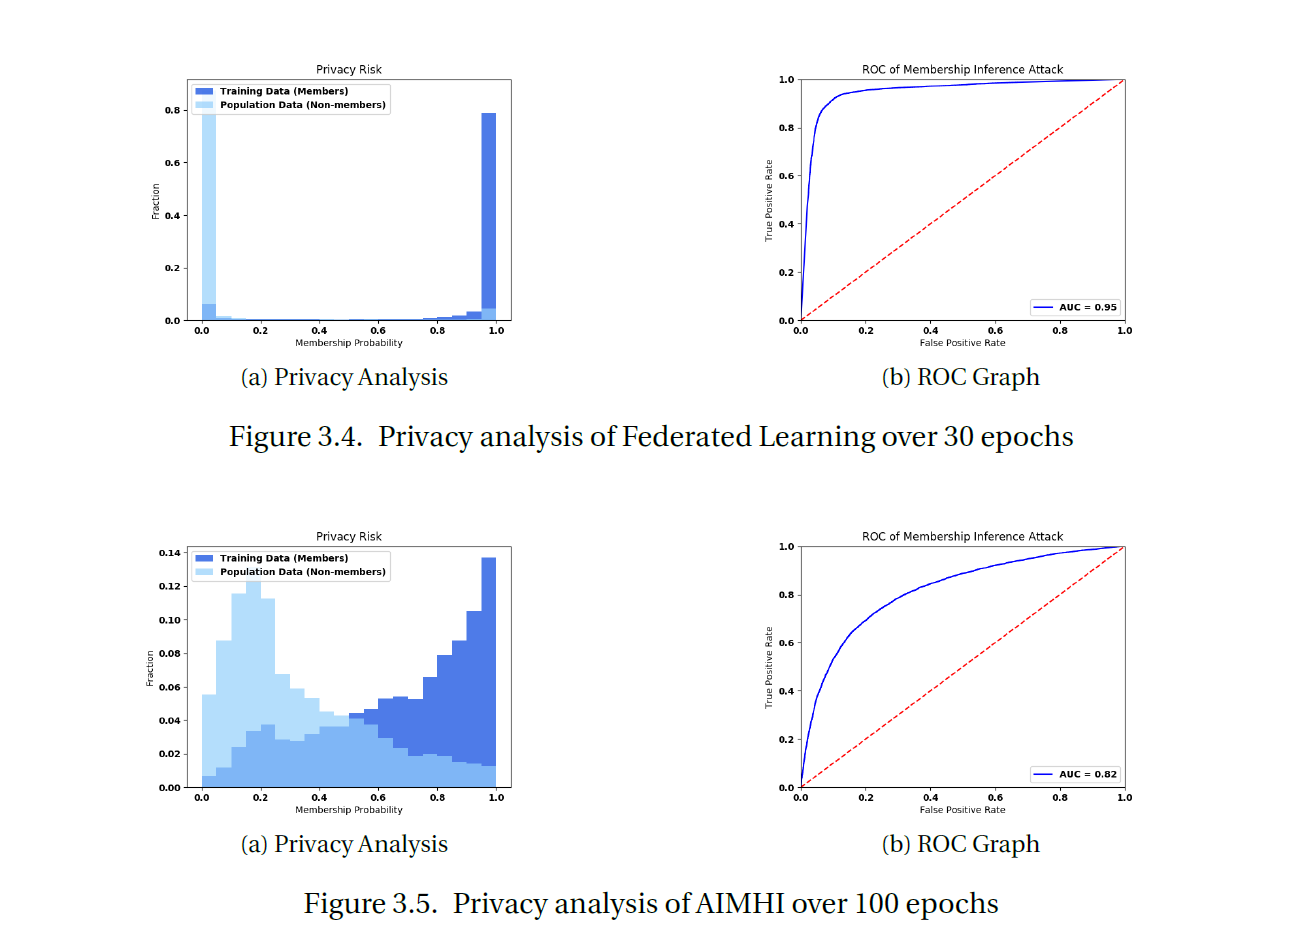 Privacy Risk
Training Data (Members)
Population Data (Non-members)
0.8
0.6
0.4
0.2
0.0
Fraction
0.0 0.2 0.4 0.6 0.8 1.0
Membership Probability
(a) Privacy Analysis
ROC of Membership Inference Attack
1.0
0.8
0.6
0.4
0.2
0.0
True Positive Rate
AUC = 0.95
0.0 0.2 0.4 0.6 0.8 1.0
False Positive Rate
(b) ROC Graph
Figure 3.4. Privacy analysis of Federated Learning over 30 epochs
Privacy Risk
Training Data (Members)
Population Data (Non-members)
0.14
0.12
0.10
0.08
0.06
0.04
0.02
0.00
Fraction
0.0 0.2 0.4 0.6 0.8 1.0
Membership Probability
(a) Privacy Analysis
ROC of Membership Inference Attack
1.0
0.8
0.6
0.4
0.2
0.0
True Positive Rate
AUC = 0.82
0.0 0.2 0.4 0.6 0.8 1.0
False Positive Rate
(b) ROC Graph
Figure 3.5. Privacy analysis of AIMHI over 100 epochs